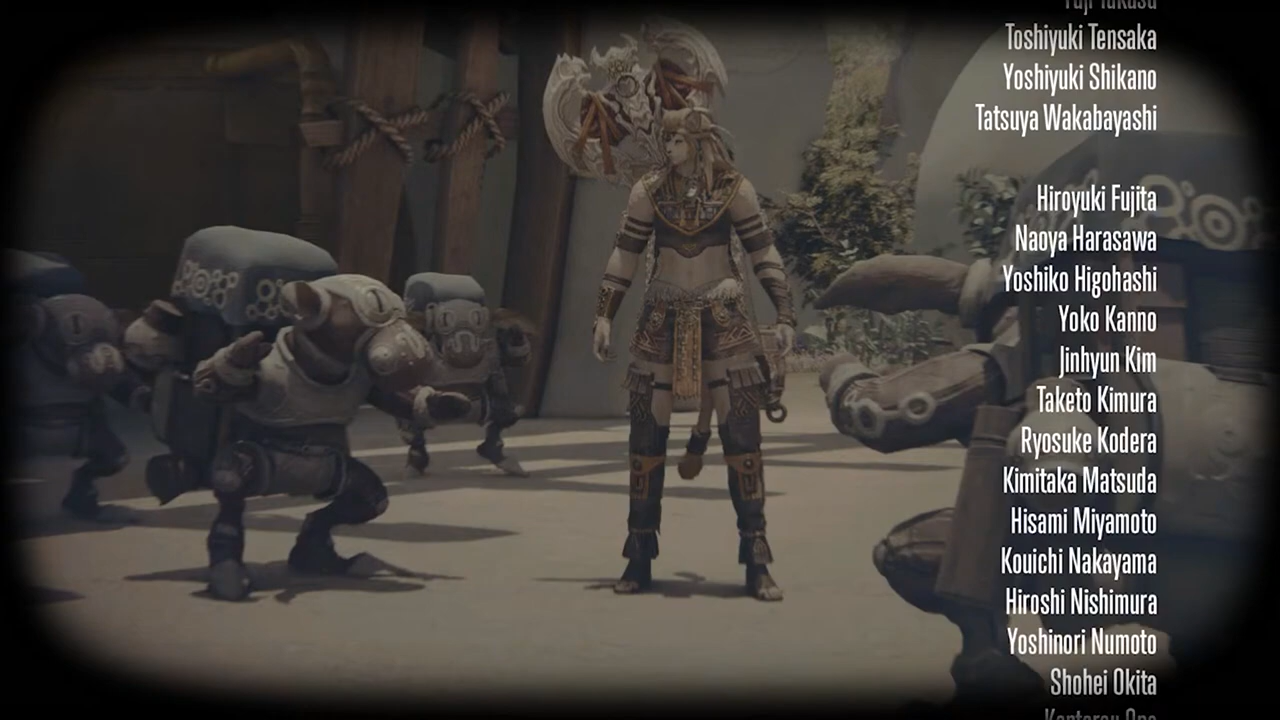 Toshiyuki Tensaka
Yoshiyuki Shikano
Tatsuya Wakabayashi
Hiroyuki Fujita
Naoya Harasawa
Yoshiko Higohashi
Yoko Kanno
Jinhyun Kim
Taketo Kimura
Ryosuke Kodera
Kimitaka Matsuda
Hisami Miyamoto
Kouichi Nakayama
Hiroshi Nishimura
Yoshinori Numoto
Shohei Okita